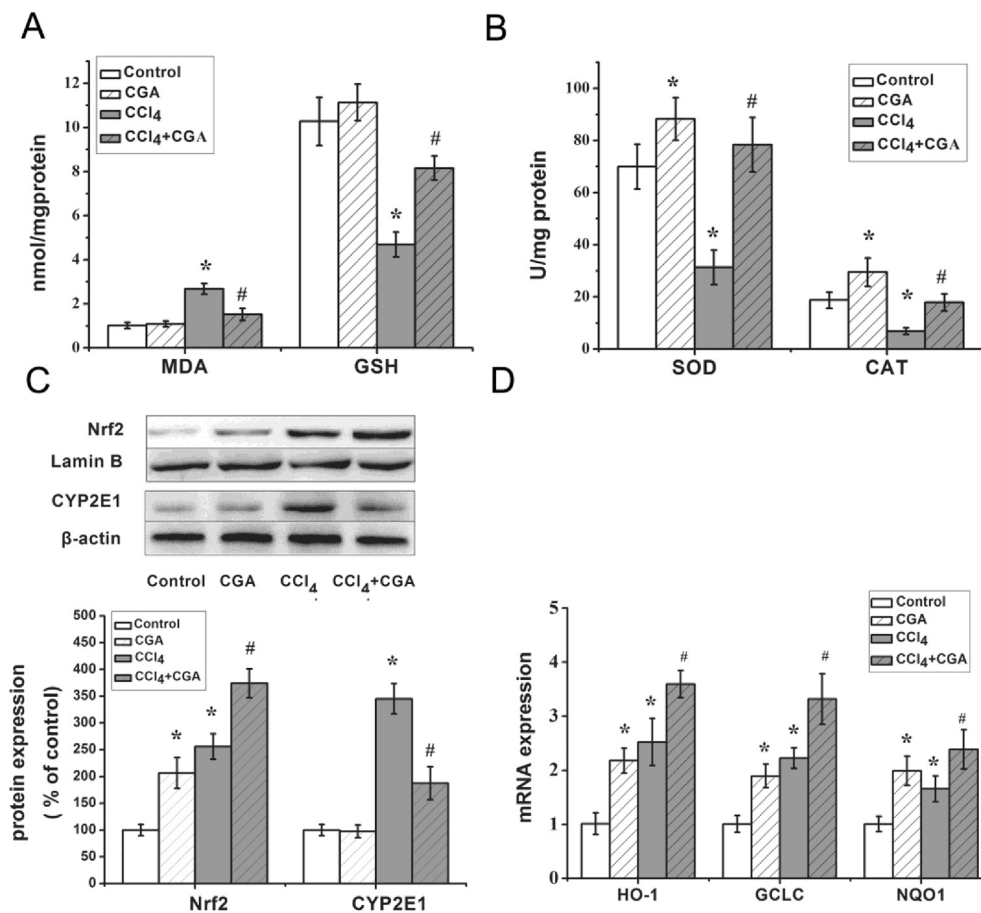 A
Control
CGA
CCl4
CCl4+CGA
nmol/mgprotein
12
10
8
6
4
2
0
*
#
*
#
MDA GSH
B
Control
CGA
CCl4
CCl4+CGA
U/mg protein
100
80
60
40
20
0
*
*
#
*
*
#
SOD CAT
C
Nrf2
Lamin B
CYP2E1
β-actin
Control CGA CCl4 CCl4+CGA
Control
CGA
CCl4
CCl4+CGA
protein expression
( % of control)
500
450
400
350
300
250
200
150
100
50
0
*
*
#
*
#
Nrf2 CYP2E1
D
Control
CGA
CCl4
CCl4+CGA
mRNA expression
5
4
3
2
1
0
*
*
#
*
*
#
*
*
#
HO-1 GCLC NQO1